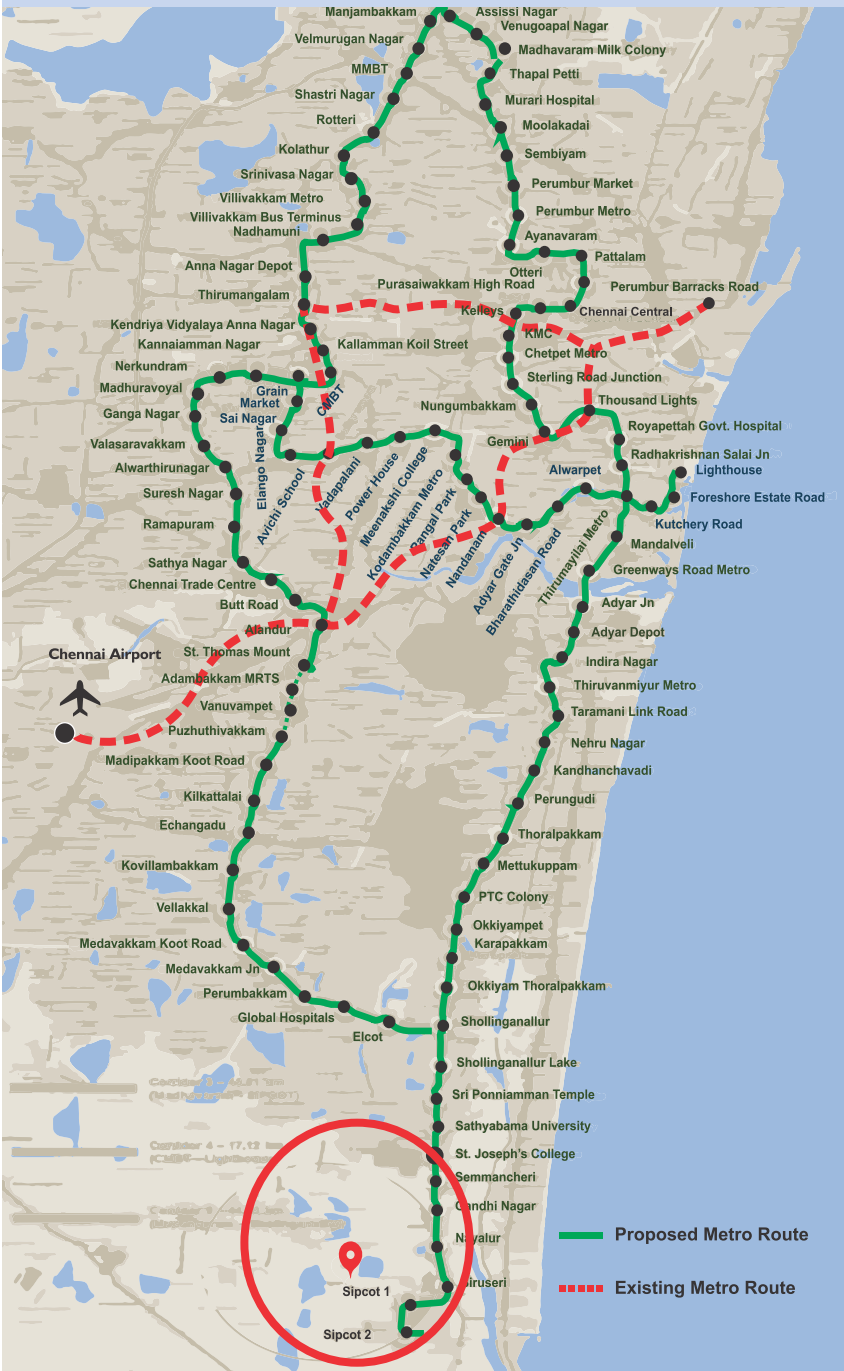 Manjambakkam
Assissi Nagar
Venugoapal Nagar
Velmurugan Nagar
Madhavaram Milk Colony
MMBT
Thapal Petti
Shastri Nagar
Murari Hospital
Rotteri
Moolakadai
Kolathur
Sembiyam
Srinivasa Nagar
Perumbur Market
Villivakkam Metro
Perumbur Metro
Villivakkam Bus Terminus
Nadhamuni
Ayanavaram
Pattalam
Anna Nagar Depot
Otteri
Purasaiwakkam High Road
Perumbur Barracks Road
Thirumangalam
Kelleys
Chennai Central
Kendriya Vidyalaya Anna Nagar
KMC
Kannaiamman Nagar
Kallamman Koil Street
Chetpet Metro
Nerkundram
Sterling Road Junction
Madhuravoyal
Grain
Market
CMBT
Thousand Lights
Nungumbakkam
Ganga Nagar
Sai Nagar
Royapettah Govt. Hospital
Gemini
Valasaravakkam
Elango Nagar
Radhakrishnan Salai Jn
Alwarthirunagar
Avichi School
Vadapalani
Power House
Meenakshi College
Kodambakkam Metro
Pangal Park
Natesan Park
Nandanam
Alwarpet
Lighthouse
Suresh Nagar
Foreshore Estate Road
Ramapuram
Kutchery Road
Adyar Gate Jn
Bharathidasan Road
Thirumayilai Metro
Mandalveli
Sathya Nagar
Greenways Road Metro
Chennai Trade Centre
Butt Road
Adyar Jn
Alandur
Adyar Depot
Chennai Airport
St. Thomas Mount
Indira Nagar
Adambakkam MRTS
Thiruvanmiyur Metro
Vanuvampet
Taramani Link Road
Puzhuthivakkam
Nehru Nagar
Madipakkam Koot Road
Kandhanchavadi
Kilkattalai
Perungudi
Echangadu
Thoralpakkam
Kovillambakkam
Mettukuppam
PTC Colony
Vellakkal
Okkiyampet
Medavakkam Koot Road
Karapakkam
Medavakkam Jn
Okkiyam Thoralpakkam
Perumbakkam
Global Hospitals
Shollinganallur
Elcot
Shollinganallur Lake
Sri Ponniamman Temple
Sathyabama University
St. Joseph's College
Semmancheri
Gandhi Nagar
Proposed Metro Route
Existing Metro Route
Sipcot 1
Sipcot 2